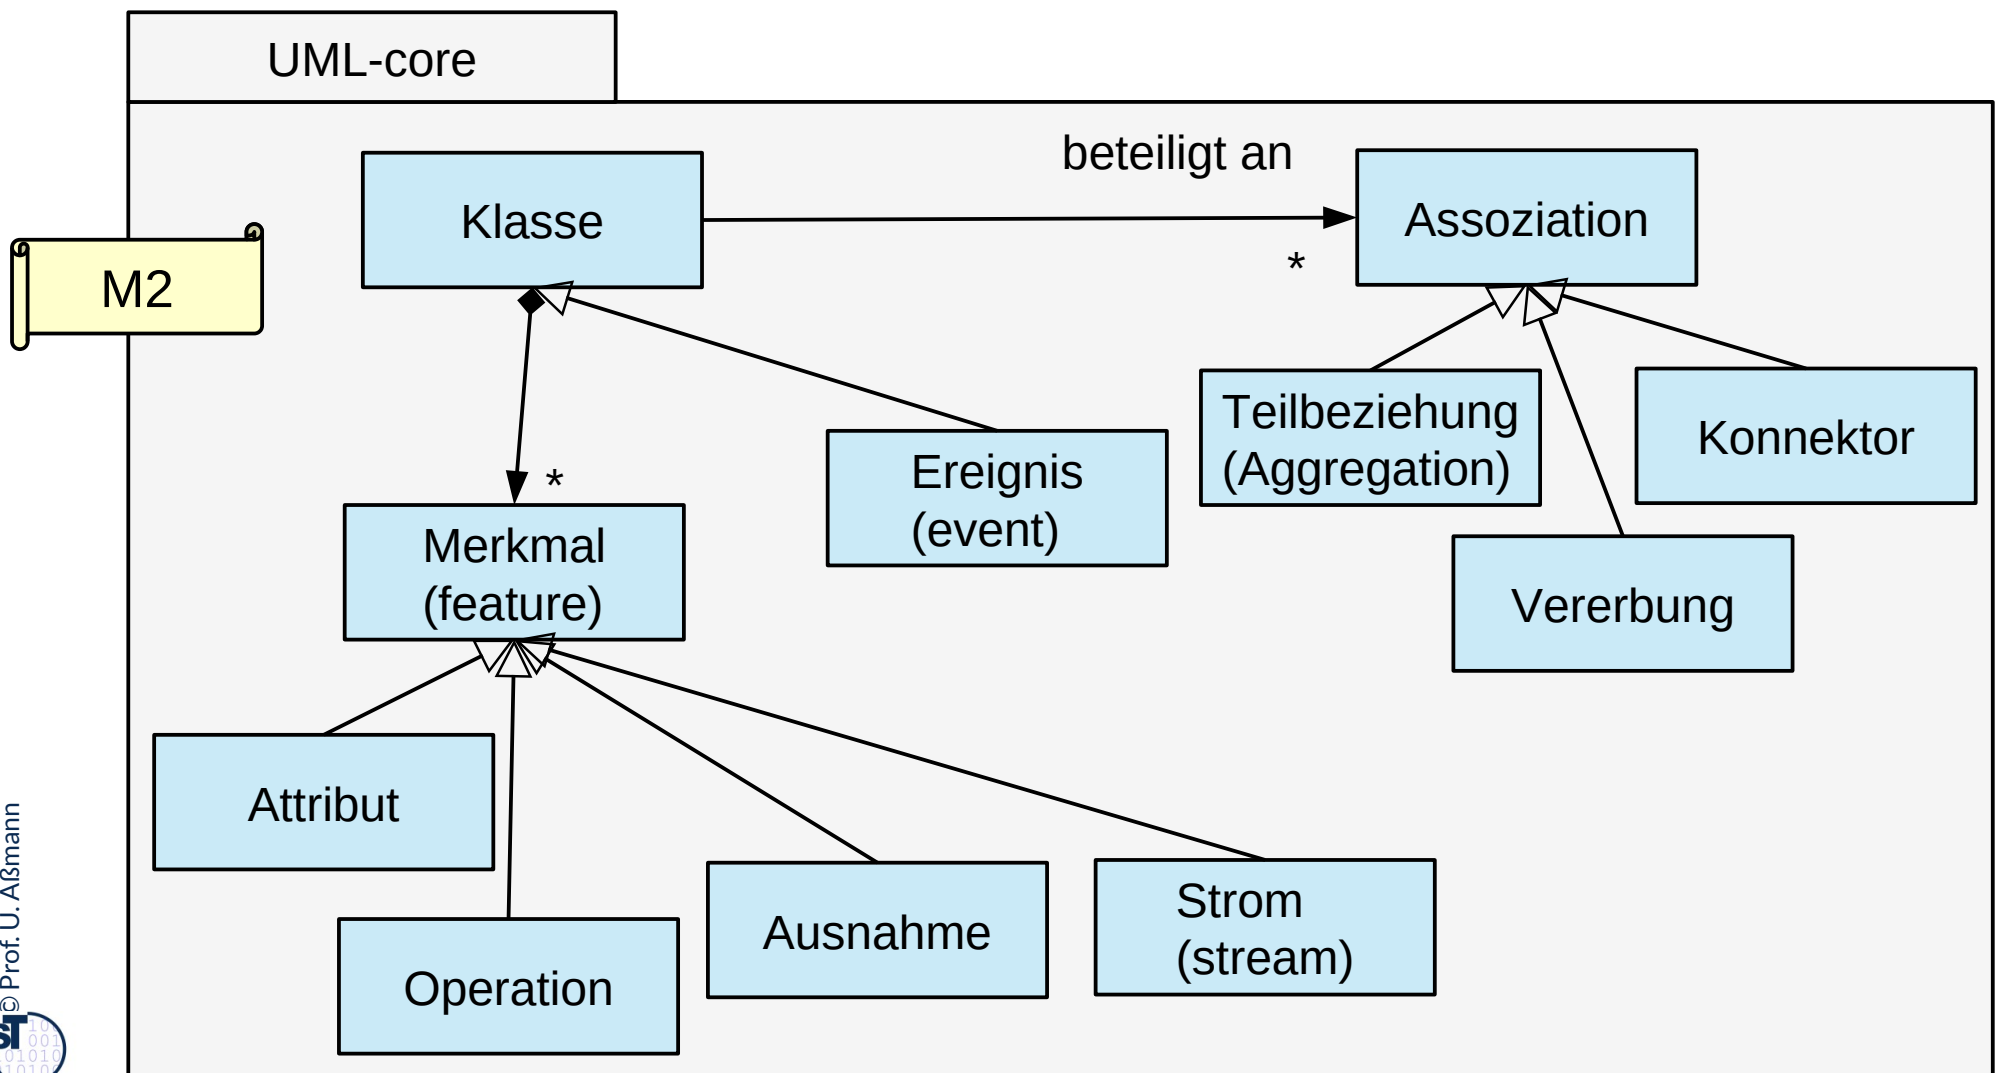 UML-core
beteiligt an
Klasse
Assoziation
*
M2
Teilbeziehung
(Aggregation)
Konnektor
Ereignis
(event)
*
Merkmal
(feature)
Vererbung
Attribut
Ausnahme
Strom
(stream)
Operation
© Prof. U. Aßmann
ST